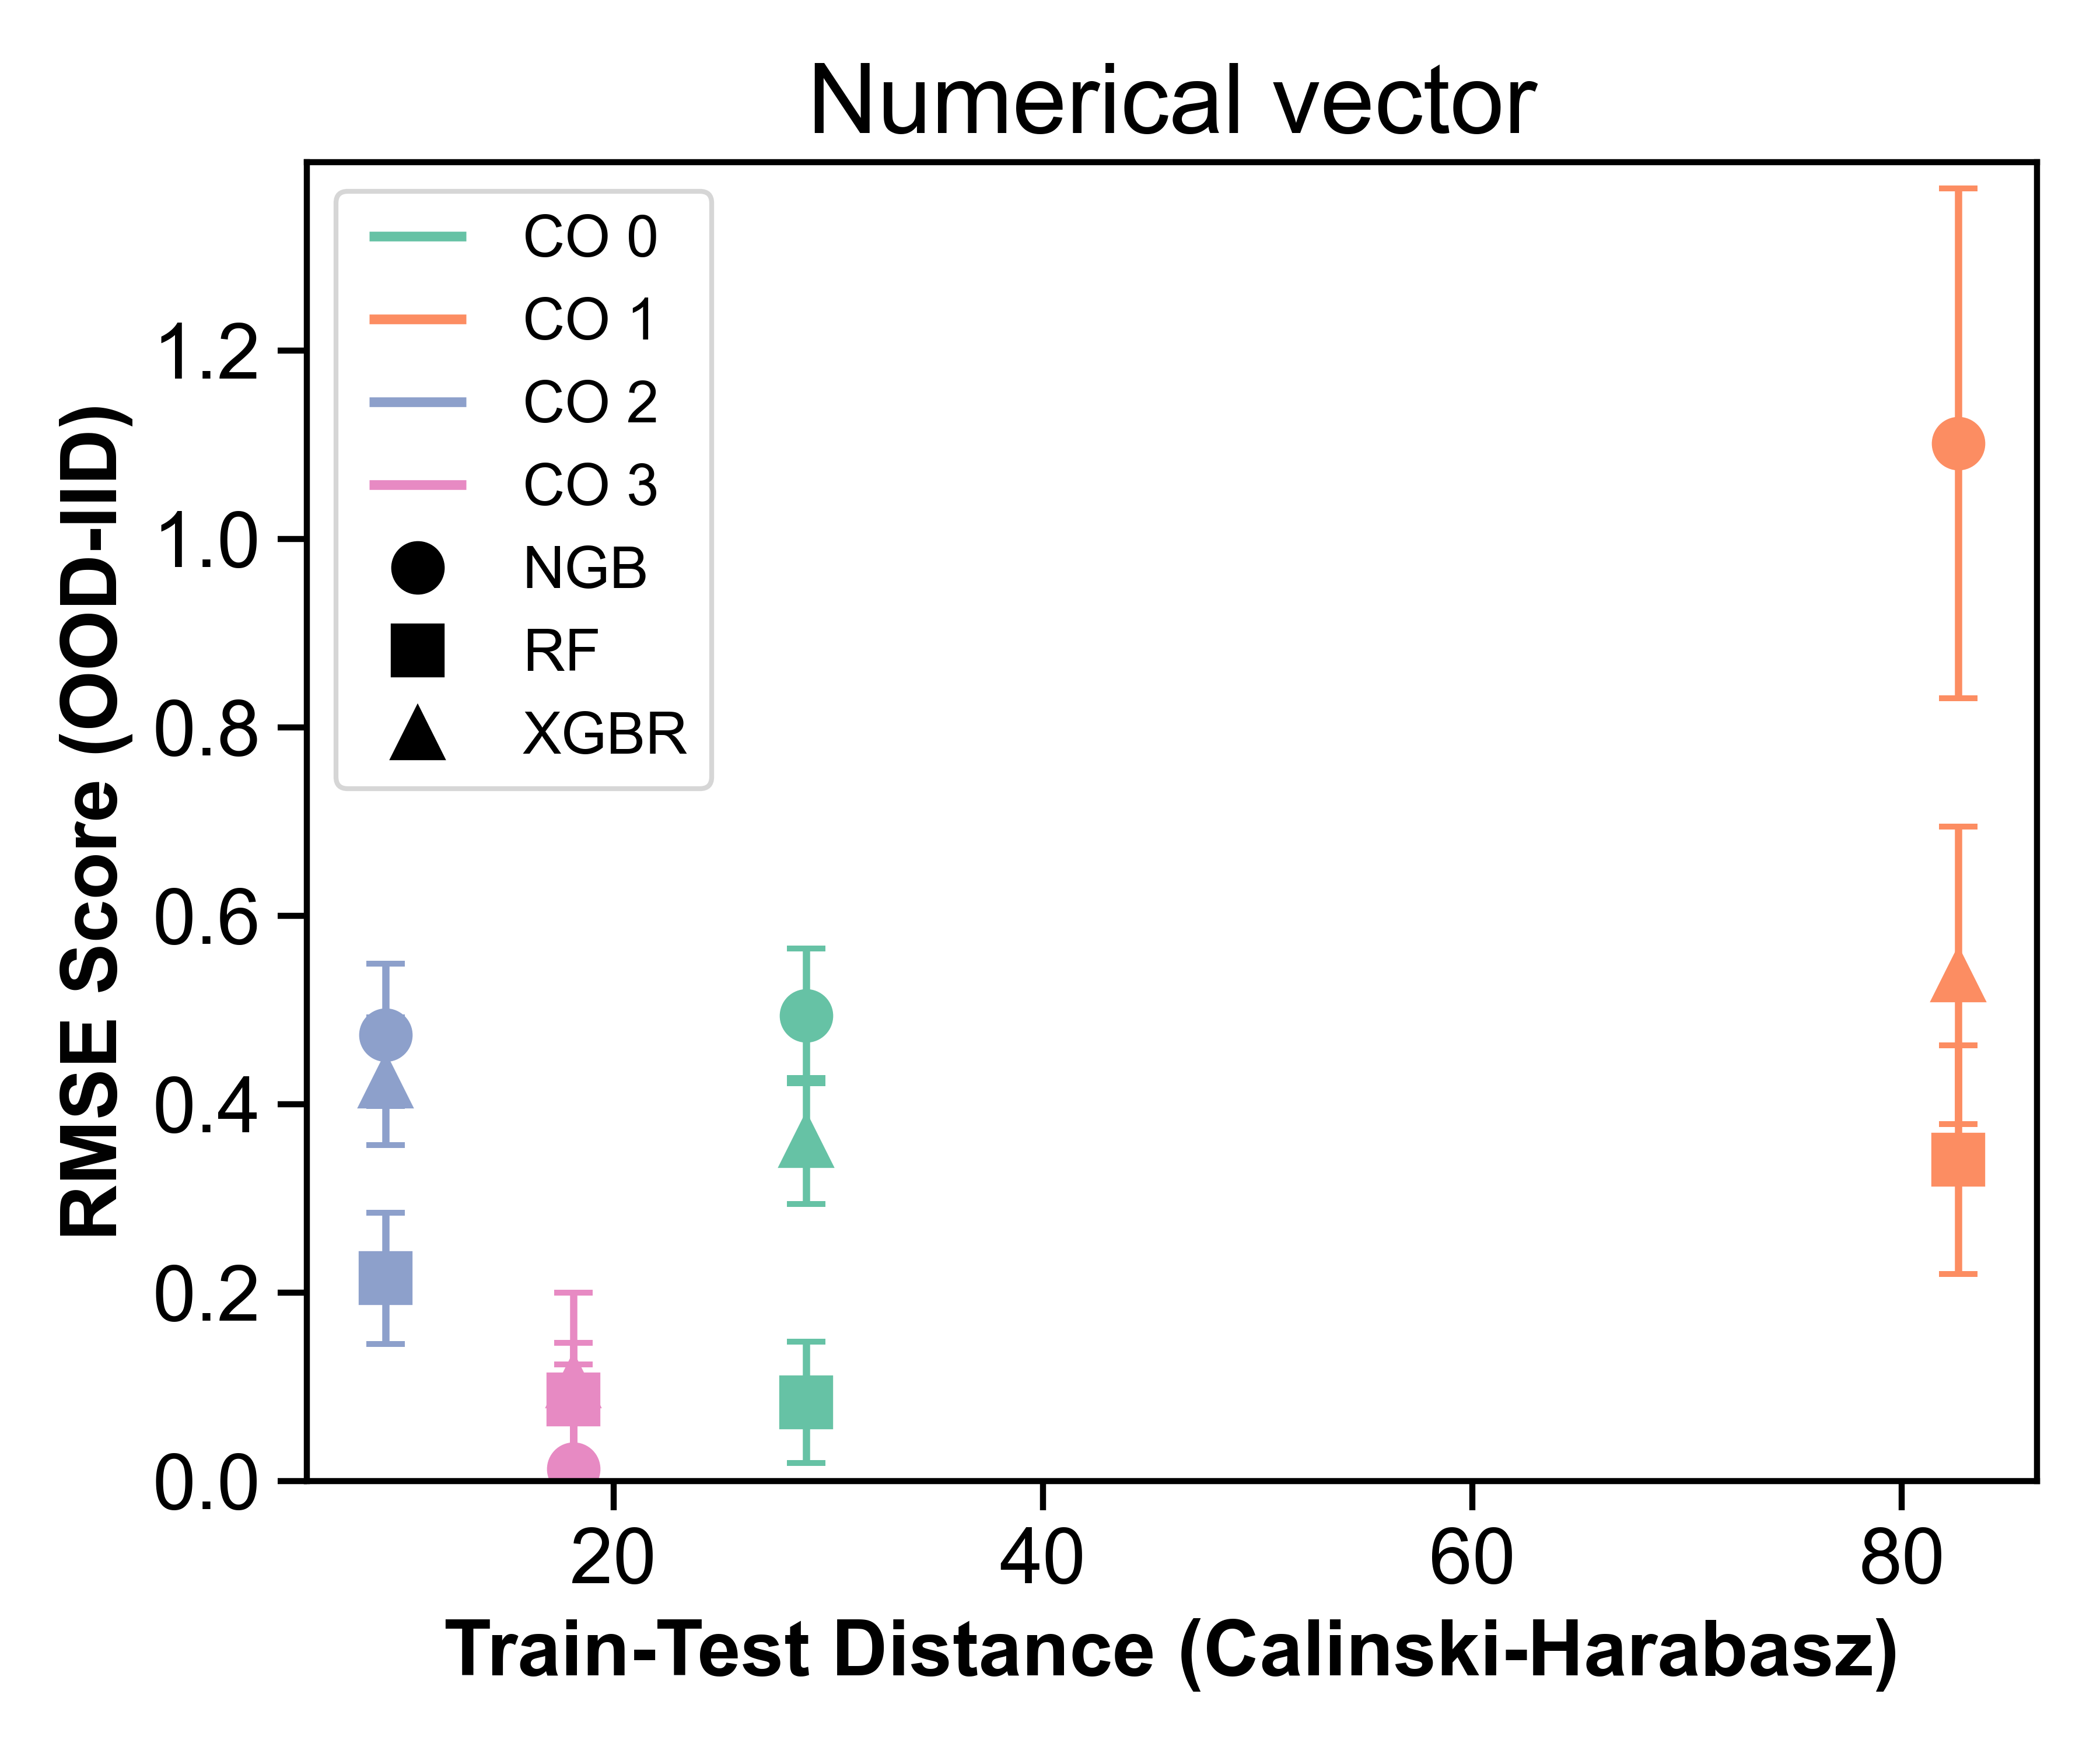 Numerical vector
CO 0
CO 1
CO 2
CO 3
NGB
RF
XGBR
RMSE Score (OOD-IID)
1.2
1.0
0.8
0.6
0.4
0.2
0.0
20 40 60 80
Train-Test Distance (Calinski-Harabasz)